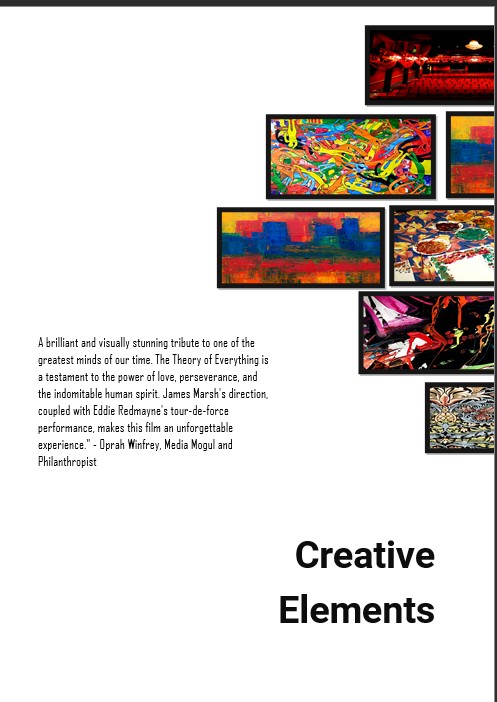 A brilliant and visually stunning tribute to one of the
greatest minds of our time. The Theory of Everything is
a testament to the power of love, perseverance, and
the indomitable human spirit. James Marsh's direction,
coupled with Eddie Redmayne's tour-de-force
performance, makes this film an unforgettable
experience." - Oprah Winfrey, Media Mogul and
Philanthropist
Creative
Elements